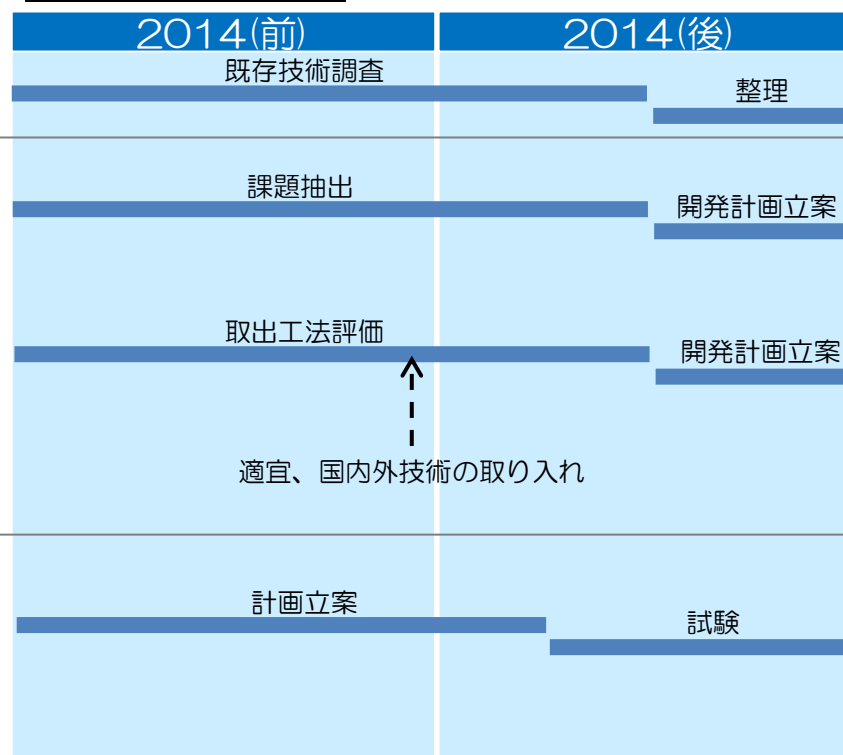 2014(前)
2014(後)
既存技術調査
整理
課題抽出
開発計画立案
取出工法評価
開発計画立案
適宜、国内外技術の取り入れ
計画立案
試験